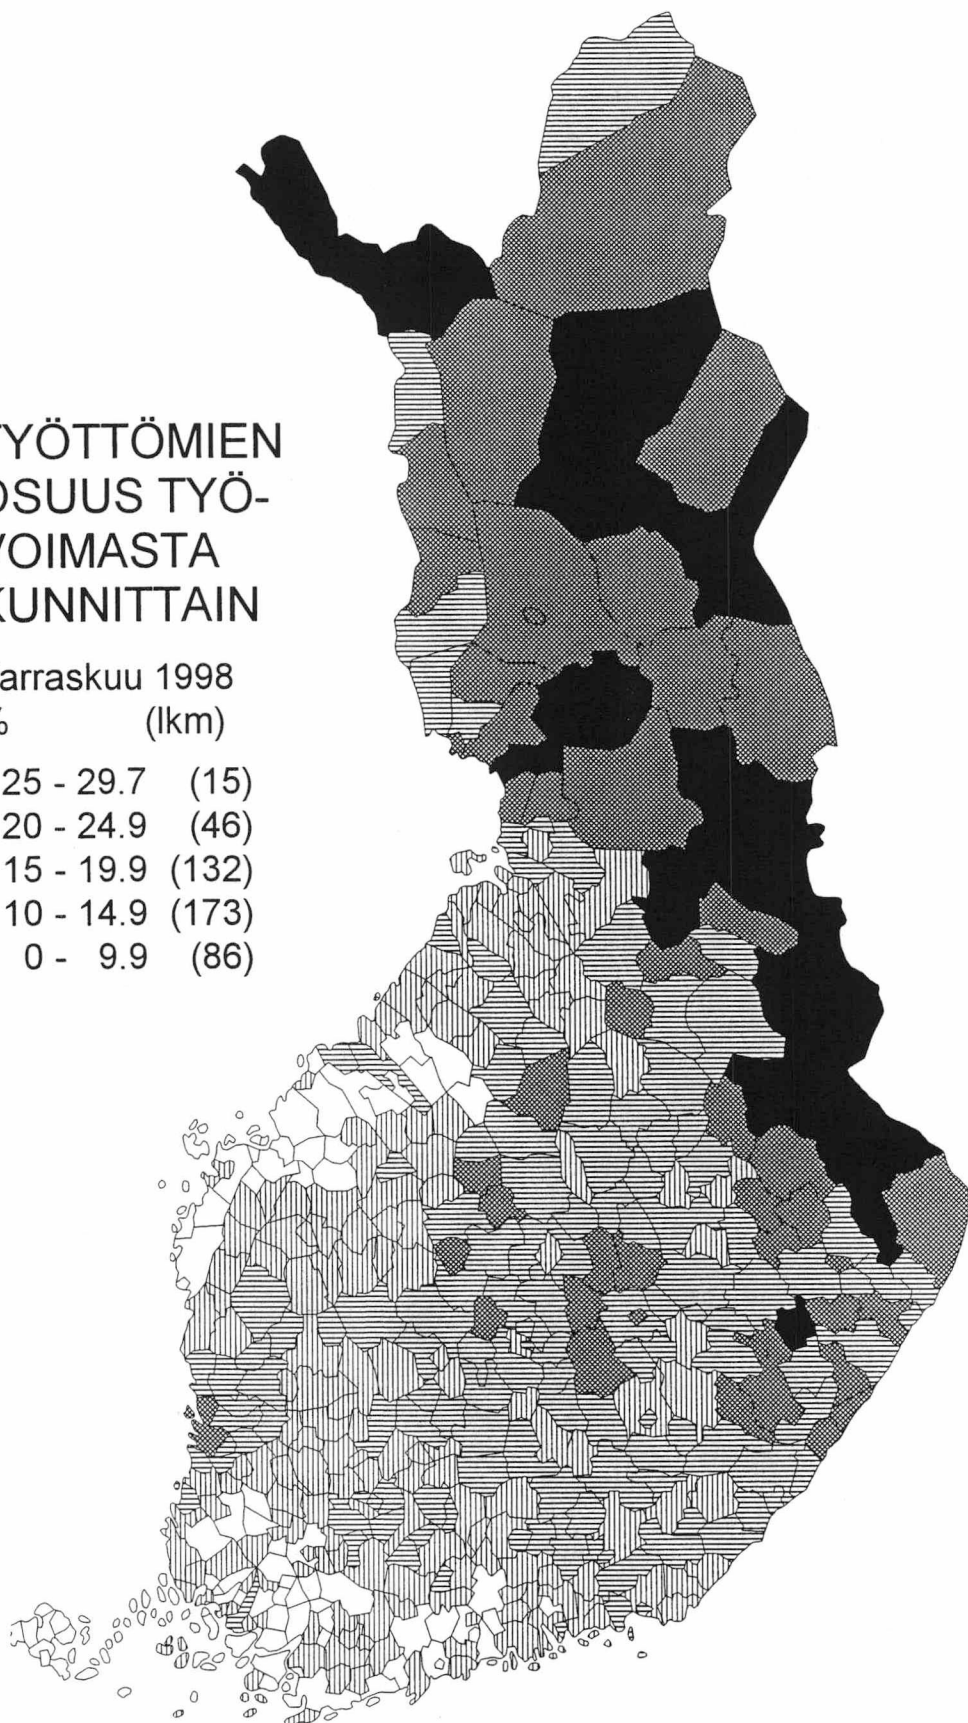 TYÖTTÖMIEN
OSUUS TYÖ-
VOIMASTA
KUNNITTAIN
arraskuu 1998
% (lkm)
25 - 29.7 (15)
20 - 24.9 (46)
15 - 19.9 (132)
10 - 14.9 (173)
0 - 9.9 (86)